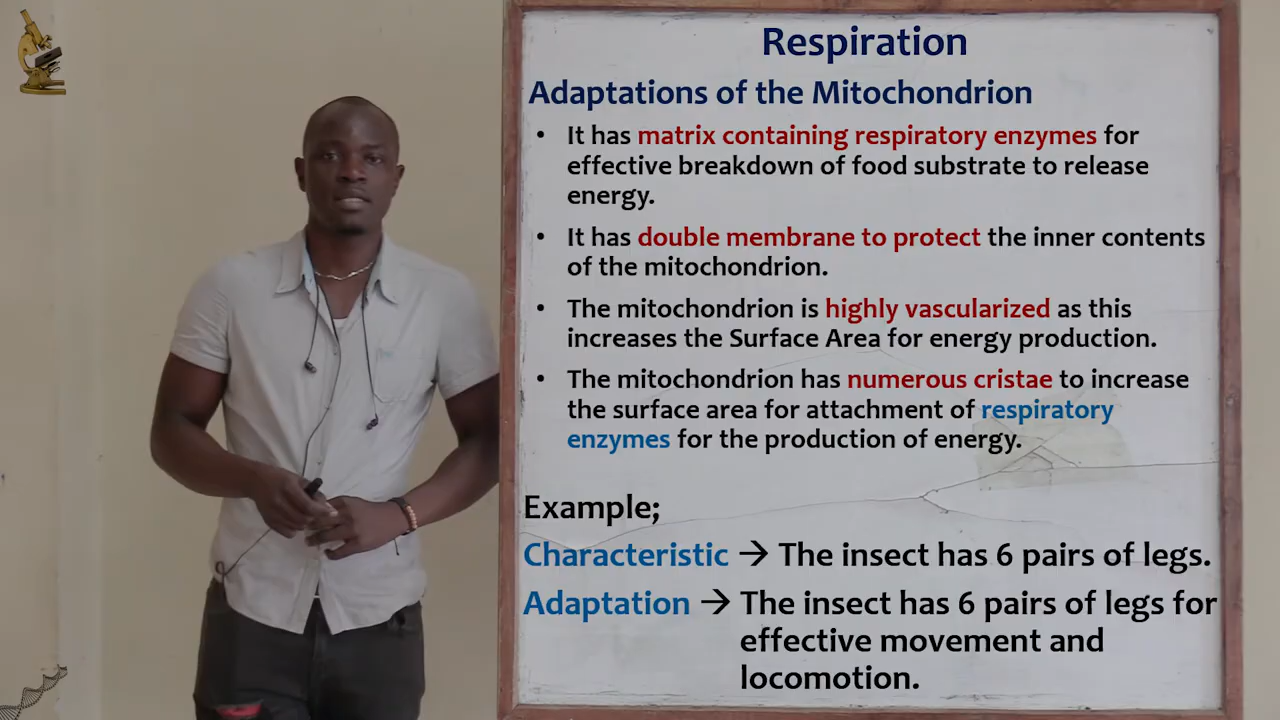 Respiration
Adaptations of the Mitochondrion
• It has matrix containing respiratory enzymes for
effective breakdown of food substrate to release
energy.
• It has double membrane to protect the inner contents
of the mitochondrion.
• The mitochondrion is highly vascularized as this
increases the Surface Area for energy production.
• The mitochondrion has numerous cristae to increase
the surface area for attachment of respiratory
enzymes for the production of energy.
Example;
Characteristic → The insect has 6 pairs of legs.
Adaptation → The insect has 6 pairs of legs for
effective movement and
locomotion.